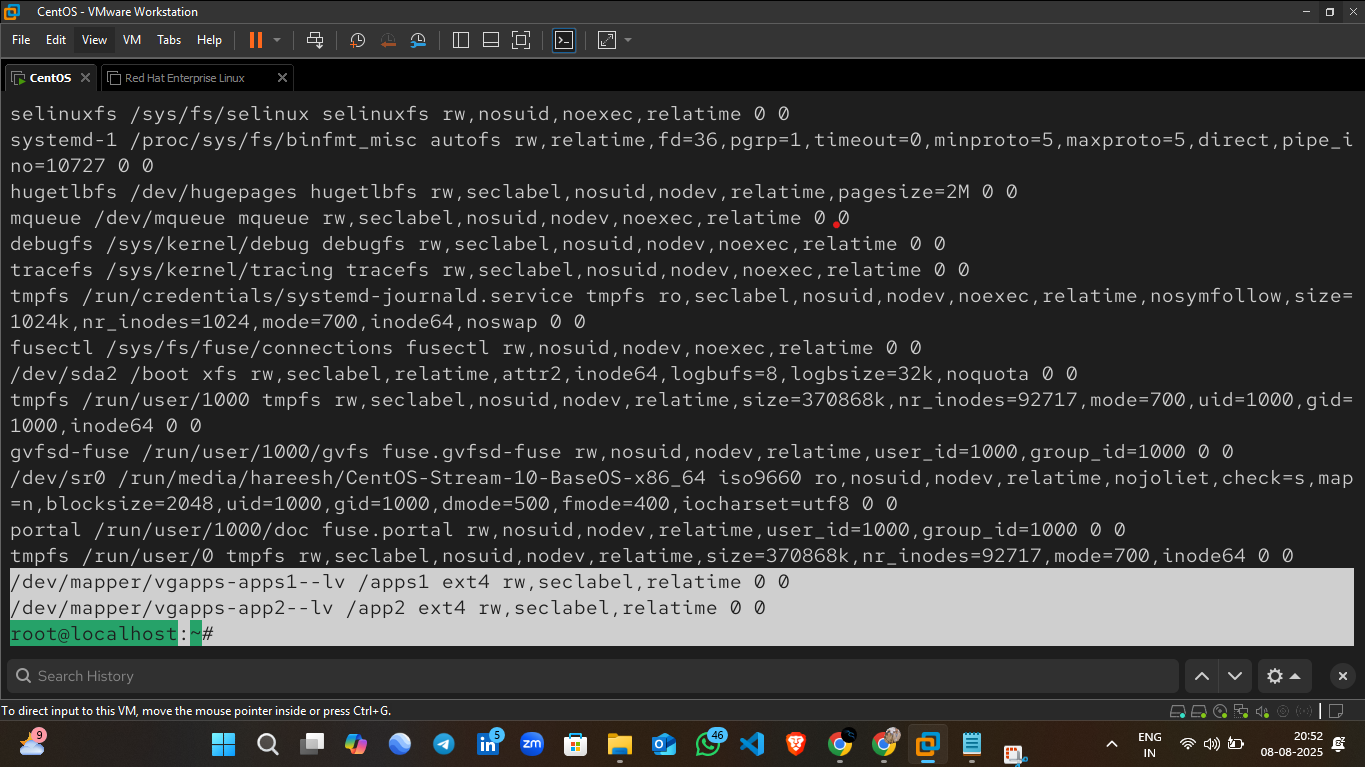 CentOS - VMware Workstation
File Edit View VM Tabs Help
CentOS
Red Hat Enterprise Linux
selinuxfs /sys/fs/selinux selinuxfs rw,nosuid,noexec,relatime 0 0
systemd-1 /proc/sys/fs/binfmt_misc autofs rw,relatime,fd=36,pgrp=1,timeout=0,minproto=5,maxproto=5,direct,pipe_i
no=10727 0 0
hugetlbfs /dev/hugepages hugetlbfs rw,seclabel,nosuid,nodev,relatime,pagesize=2M 0 0
mqueue /dev/mqueue mqueue rw,seclabel,nosuid,nodev,noexec,relatime 0 0
debugfs /sys/kernel/debug debugfs rw,seclabel,nosuid,nodev,noexec,relatime 0 0
tracefs /sys/kernel/tracing tracefs rw,seclabel,nosuid,nodev,noexec,relatime 0 0
tmpfs /run/credentials/systemd-journald.service tmpfs ro,seclabel,nosuid,nodev,noexec,relatime,nosymfollow,size=
1024k,nr_inodes=1024,mode=700,inode64,noswap 0 0
fusectl /sys/fs/fuse/connections fusectl rw,nosuid,nodev,noexec,relatime 0 0
/dev/sda2 /boot xfs rw,seclabel,relatime,attr2,inode64,logbufs=8,logbsize=32k,noquota 0 0
tmpfs /run/user/1000 tmpfs rw,seclabel,nosuid,nodev,relatime,size=370868k,nr_inodes=92717,mode=700,uid=1000,gid=
1000,inode64 0 0
gvfsd-fuse /run/user/1000/gvfs fuse.gvfsd-fuse rw,nosuid,nodev,relatime,user_id=1000,group_id=1000 0 0
/dev/sr0 /run/media/hareesh/CentOS-Stream-10-BaseOS-x86_64 iso9660 ro,nosuid,nodev,relatime,nojoliet,check=s,map
=n,blocksize=2048,uid=1000,gid=1000,dmode=500,fmode=400,iocharset=utf8 0 0
portal /run/user/1000/doc fuse.portal rw,nosuid,nodev,relatime,user_id=1000,group_id=1000 0 0
tmpfs /run/user/0 tmpfs rw,seclabel,nosuid,nodev,relatime,size=370868k,nr_inodes=92717,mode=700,inode64 0 0
/dev/mapper/vgapps-apps1--lv /apps1 ext4 rw,seclabel,relatime 0 0
/dev/mapper/vgapps-app2--lv /app2 ext4 rw,seclabel,relatime 0 0
root@localhost:~#
Search History
To direct input to this VM, move the mouse pointer inside or press Ctrl+G.
9
5
zm
46
ENG
IN
20:52
08-08-2025